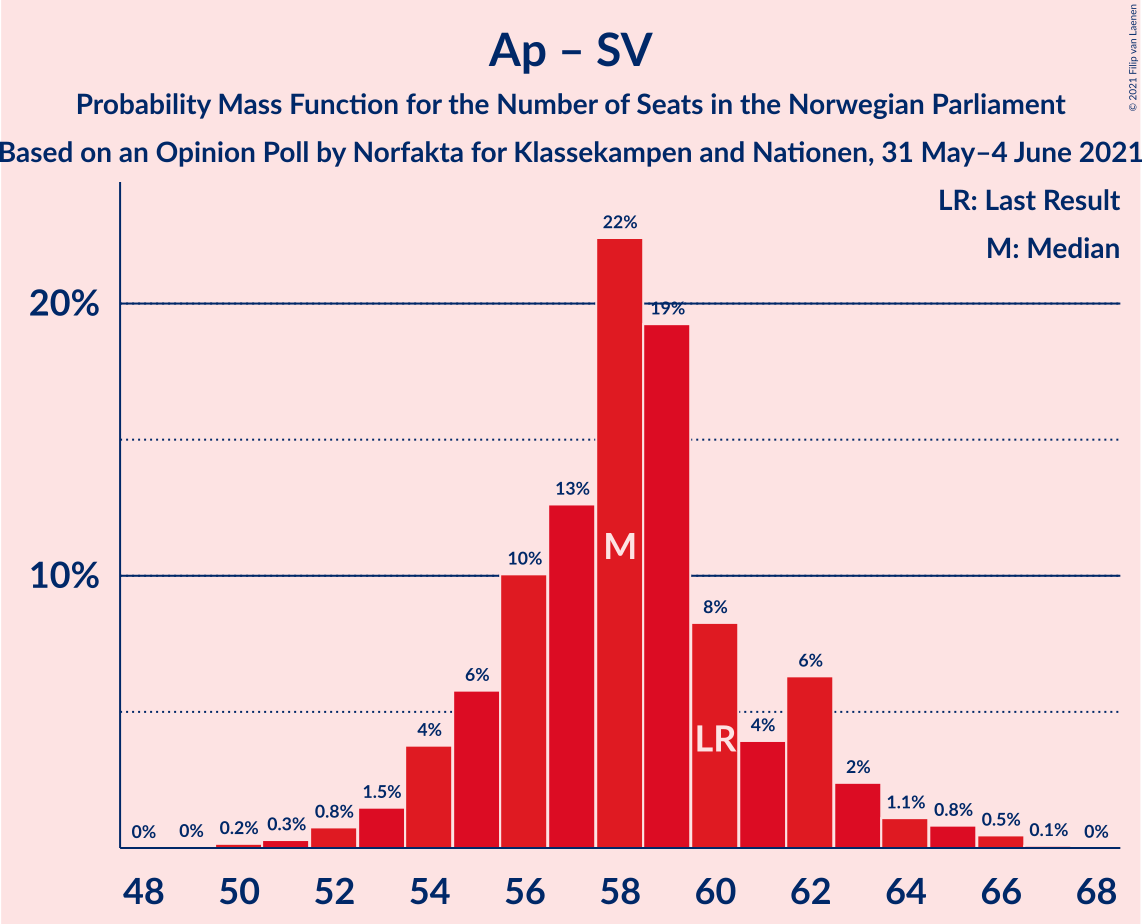 Ap – SV
Probability Mass Function for the Number of Seats in the Norwegian Parliament
Based on an Opinion Poll by Norfakta for Klassekampen and Nationen, 31 May–4 June 2021
© 2021 Filip van Laenen
LR: Last Result
M: Median
20%
10%
0%
0%
0.2%
0.3%
0.8%
1.5%
4%
6%
10%
13%
22%
19%
8%
4%
6%
2%
1.1%
0.8%
0.5%
0.1%
0%
M
LR
48 50 52 54 56 58 60 62 64 66 68